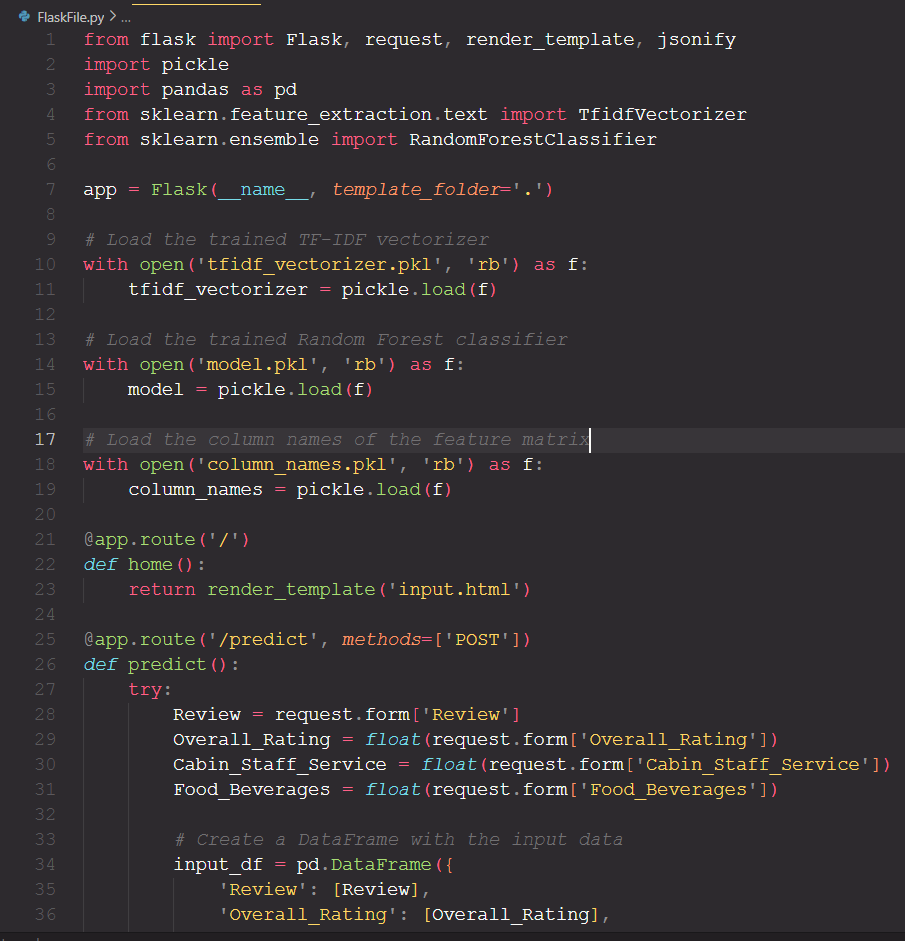 FlaskFile.py > ...
1 from flask import Flask, request, render_template, jsonify
2 import pickle
3 import pandas as pd
4 from sklearn.feature_extraction.text import TfidfVectorizer
5 from sklearn.ensemble import RandomForestClassifier
6
7 app = Flask(__name__, template_folder='.')
8
9 # Load the trained TF-IDF vectorizer
10 with open('tfidf_vectorizer.pkl', 'rb') as f:
11     tfidf_vectorizer = pickle.load(f)
12
13 # Load the trained Random Forest classifier
14 with open('model.pkl', 'rb') as f:
15     model = pickle.load(f)
16
17 # Load the column names of the feature matrix
18 with open('column_names.pkl', 'rb') as f:
19     column_names = pickle.load(f)
20
21 @app.route('/')
22 def home():
23     return render_template('input.html')
24
25 @app.route('/predict', methods=['POST'])
26 def predict():
27     try:
28         Review = request.form['Review']
29         Overall_Rating = float(request.form['Overall_Rating'])
30         Cabin_Staff_Service = float(request.form['Cabin_Staff_Service'])
31         Food_Beverages = float(request.form['Food_Beverages'])
32
33         # Create a DataFrame with the input data
34         input_df = pd.DataFrame({
35             'Review': [Review],
36             'Overall_Rating': [Overall_Rating],